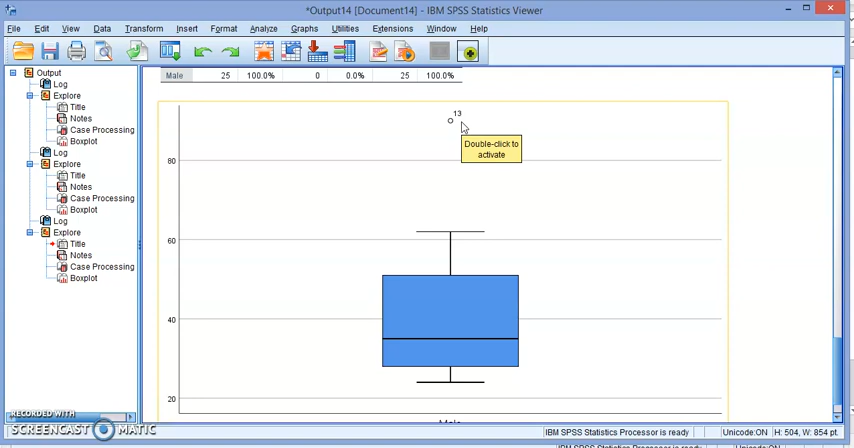 *Output14 [Document14] - IBM SPSS Statistics Viewer
File Edit View Data Transform Insert Format Analyze Graphs Utilities Extensions Window Help
Output
Log
Explore
Title
Notes
Case Processing
Boxplot
Log
Explore
Title
Notes
Case Processing
Boxplot
Log
Explore
Title
Notes
Case Processing
Boxplot
Male 25 100.0% 0 0.0% 25 100.0%
13
Double-click to
activate
80
60
40
20
RECORDED WITH
SCREENCAST MATIC
IBM SPSS Statistics Processor is ready Unicode:ON H: 504, W: 854 pt.